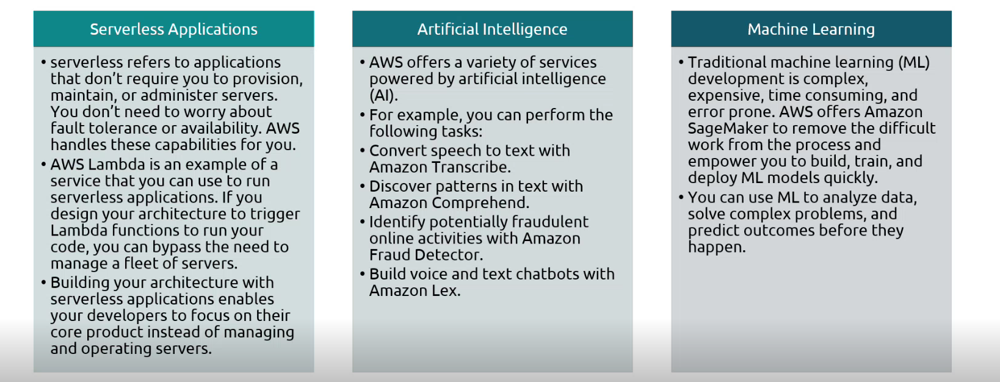 Serverless Applications
• serverless refers to applications
that don't require you to provision,
maintain, or administer servers.
You don't need to worry about
fault tolerance or availability. AWS
handles these capabilities for you.
• AWS Lambda is an example of a
service that you can use to run
serverless applications. If you
design your architecture to trigger
Lambda functions to run your
code, you can bypass the need to
manage a fleet of servers.
• Building your architecture with
serverless applications enables
your developers to focus on their
core product instead of managing
and operating servers.
Artificial Intelligence
• AWS offers a variety of services
powered by artificial intelligence
(AI).
• For example, you can perform the
following tasks:
• Convert speech to text with
Amazon Transcribe.
• Discover patterns in text with
Amazon Comprehend.
• Identify potentially fraudulent
online activities with Amazon
Fraud Detector.
• Build voice and text chatbots with
Amazon Lex.
Machine Learning
• Traditional machine learning (ML)
development is complex,
expensive, time consuming, and
error prone. AWS offers Amazon
SageMaker to remove the difficult
work from the process and
empower you to build, train, and
deploy ML models quickly.
• You can use ML to analyze data,
solve complex problems, and
predict outcomes before they
happen.